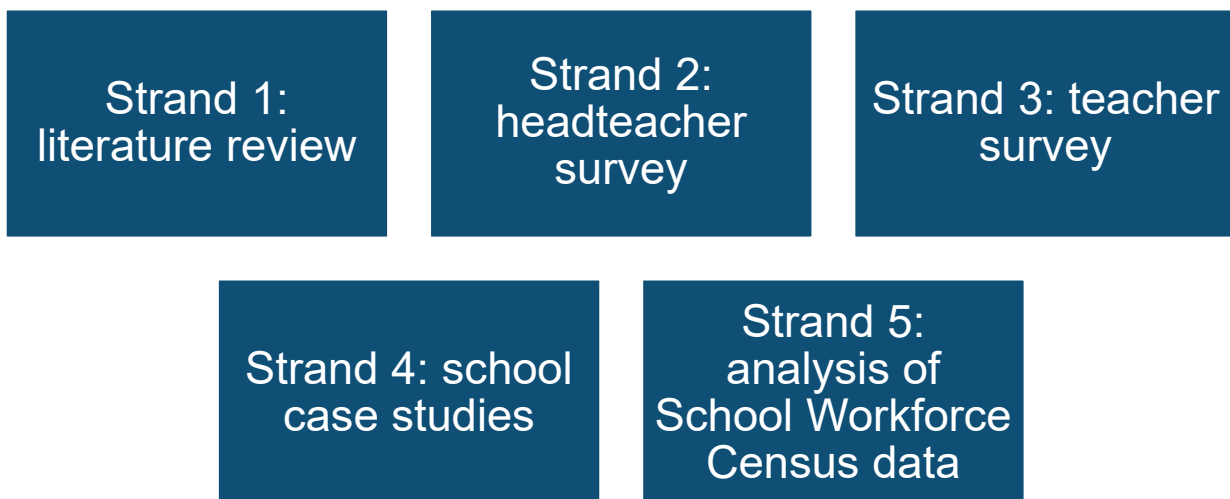 Strand 1:
literature review
Strand 2:
headteacher
survey
Strand 3: teacher
survey
Strand 4: school
case studies
Strand 5:
analysis of
School Workforce
Census data